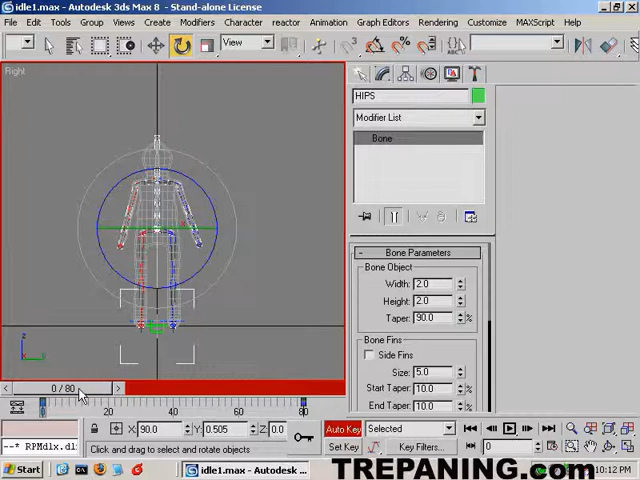 idle1.max - Autodesk 3ds Max 8 - Stand-alone License
File Edit Tools Group Views Create Modifiers Character reactor Animation Graph Editors Rendering Customize MAXScript Help
View
Right
HIPS
Modifier List
Bone
Bone Parameters
Bone Object
Width: 2.0
Height: 2.0
Taper: 90.0 %
Bone Fins
Side Fins
Size: 5.0
Start Taper: 10.0 %
End Taper: 10.0 %
z
x
0 / 80
0 20 40 60 80
X: 90.0 Y: 0.505 Z: 0.0
Auto Key Selected
--* RPMdlx.dl
Click and drag to select and rotate objects
Set Key Key Filters... 0
Start idle1.max - Autodesk ... 10:12 PM
TREPANING.com